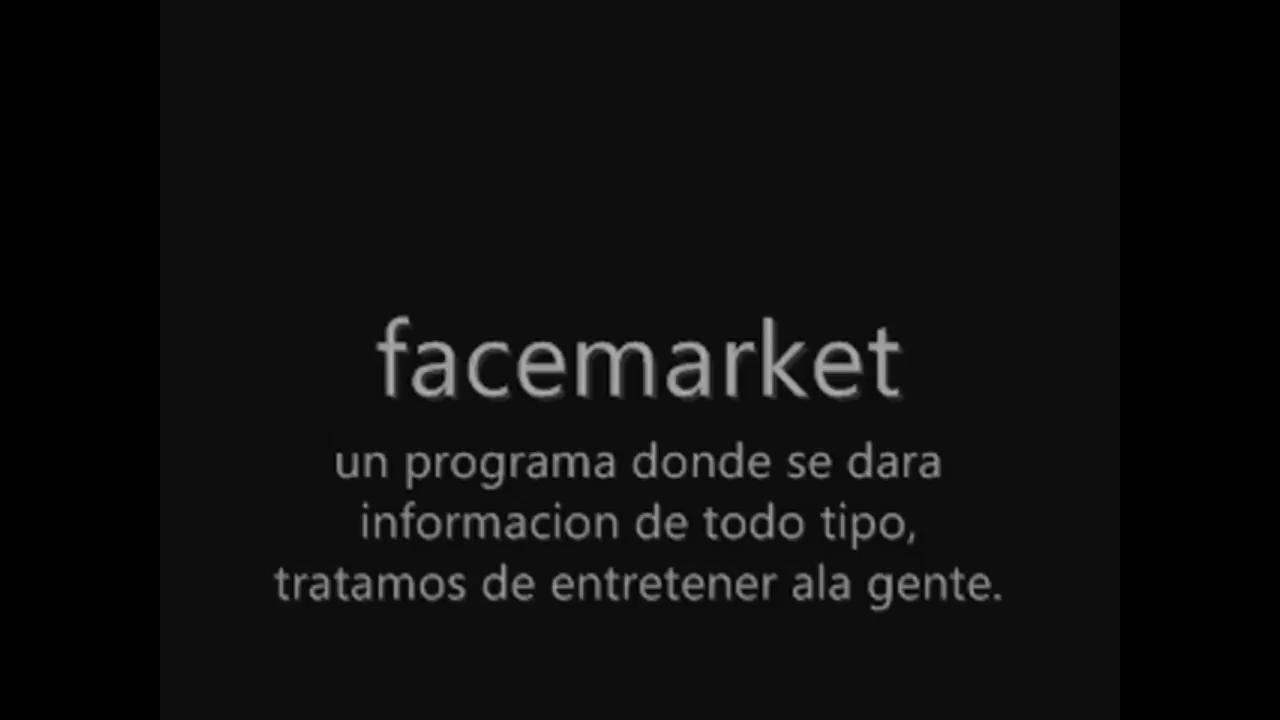 facemarket
un programa donde se dara
informacion de todo tipo,
tratamos de entretener ala gente.